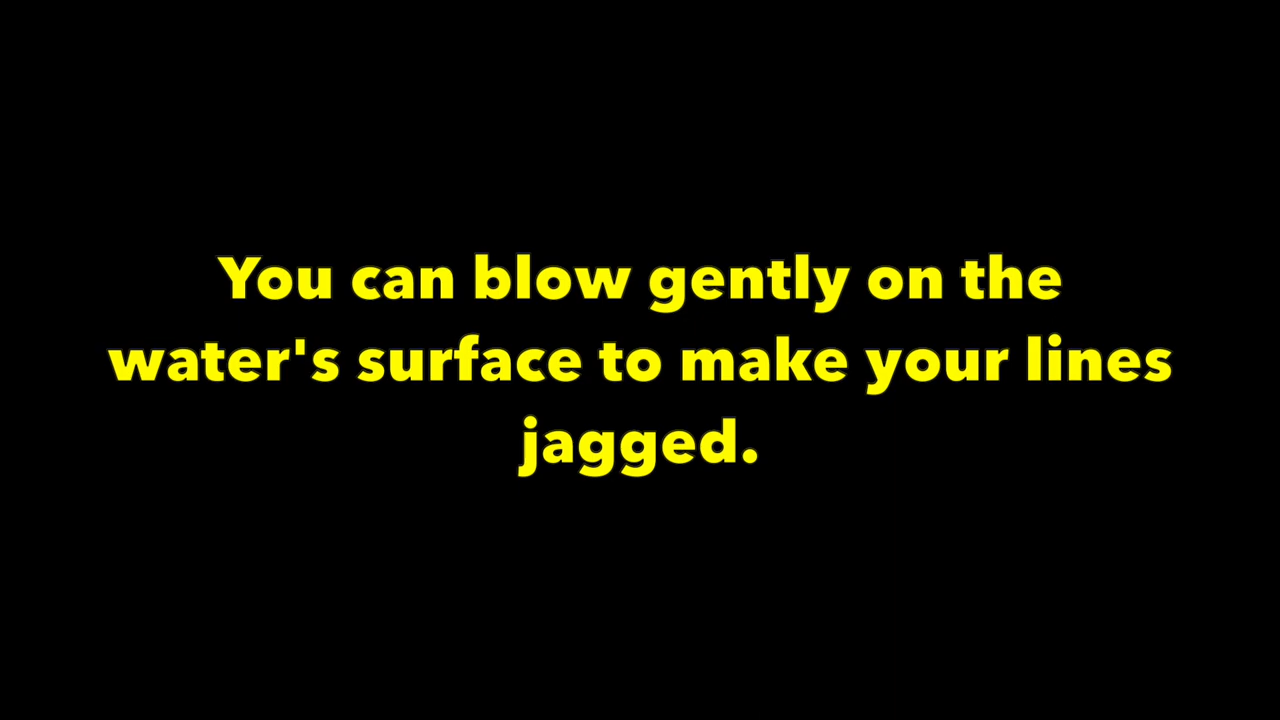 You can blow gently on the
water's surface to make your lines
jagged.